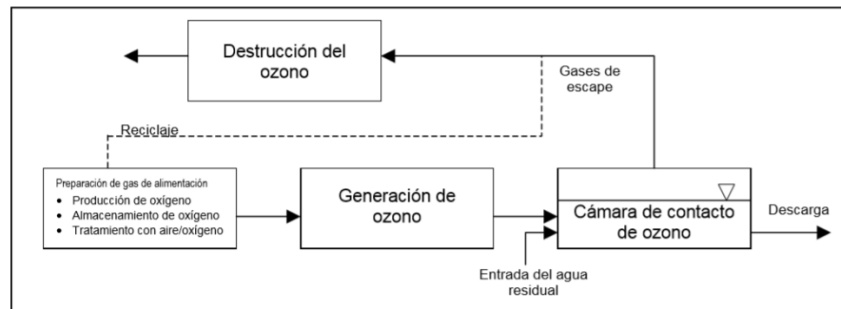 Destrucción del
ozono
Gases de
escape
Reciclaje
Preparación de gas de alimentación
• Producción de oxígeno
• Almacenamiento de oxígeno
• Tratamiento con aire/oxígeno
Generación de
ozono
Cámara de contacto
de ozono
Descarga
Entrada del agua
residual